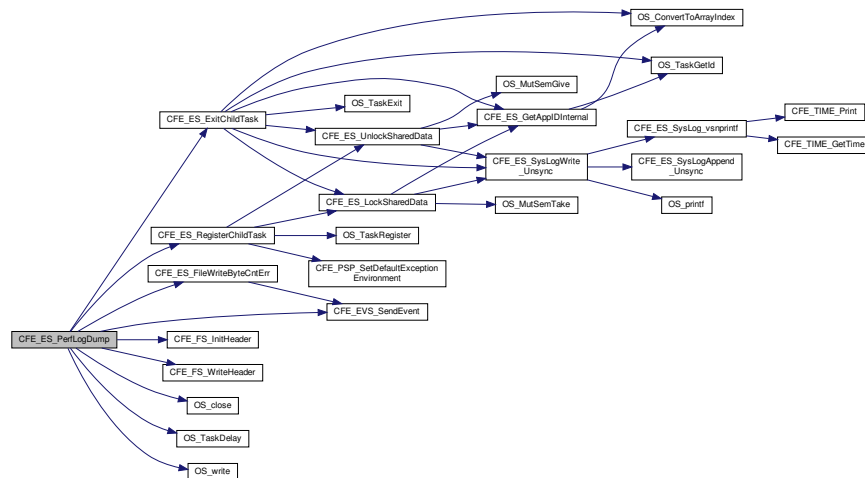 OS_ConvertToArrayIndex
OS_TaskGetId
OS_MutSemGive
OS_TaskExit
CFE_ES_ExitChildTask
CFE_ES_GetAppIDInternal
CFE_TIME_Print
CFE_ES_SysLog_vsnprintf
CFE_ES_UnlockSharedData
CFE_TIME_GetTime
CFE_ES_SysLogWrite
_Unsync
CFE_ES_SysLogAppend
_Unsync
CFE_ES_LockSharedData
OS_MutSemTake
OS_printf
CFE_ES_RegisterChildTask
OS_TaskRegister
CFE_PSP_SetDefaultException
Environment
CFE_ES_FileWriteByteCntErr
CFE_EVS_SendEvent
CFE_ES_PerfLogDump
CFE_FS_InitHeader
CFE_FS_WriteHeader
OS_close
OS_TaskDelay
OS_write